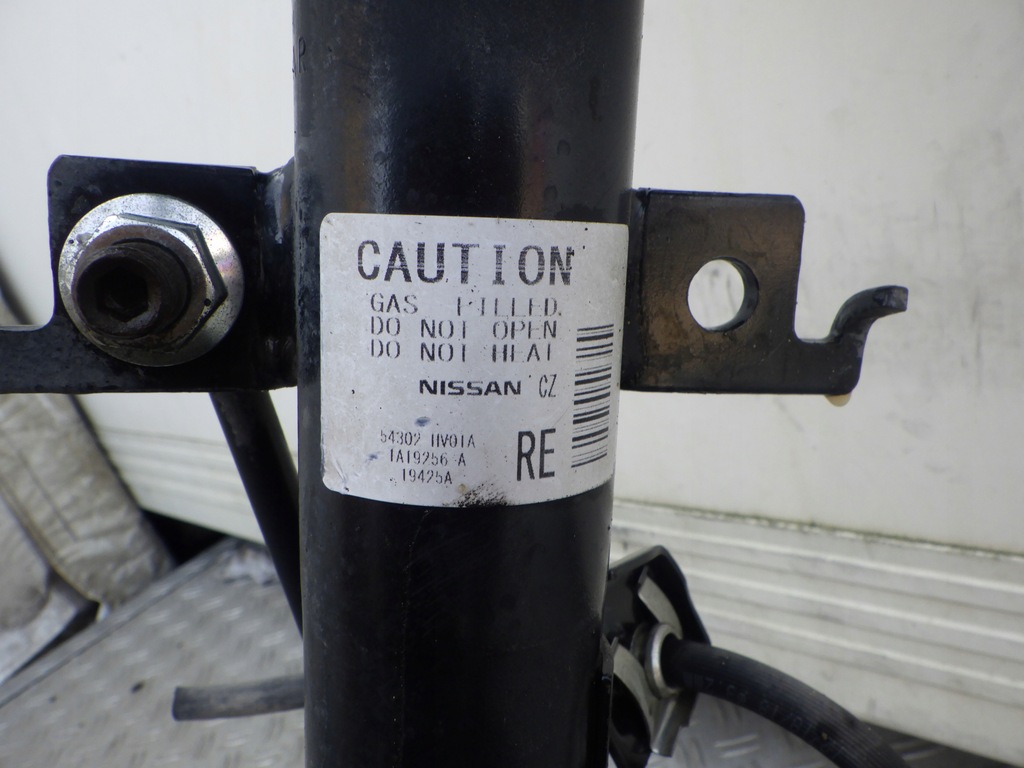 CAUTION
GAS FILLED.
DO NOT OPEN
DO NOT HEAT
NISSAN CZ
54302 HV01A
1A19256 A
19425A
RE